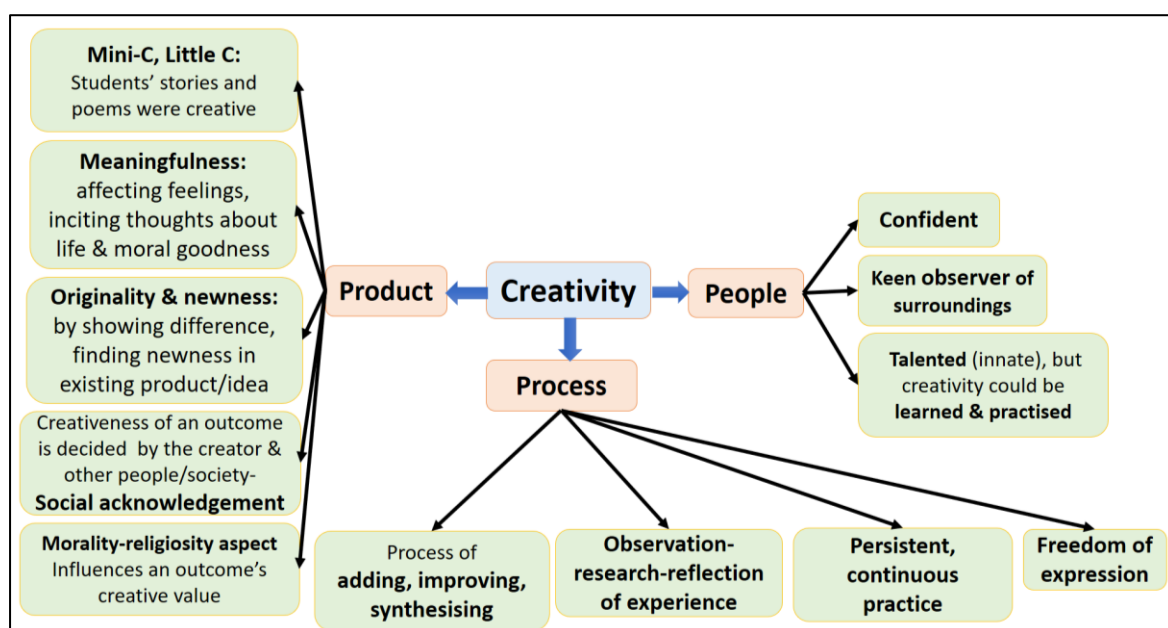 Mini-C, Little C:
Students’ stories and
poems were creative
Meaningfulness:
affecting feelings,
inciting thoughts about
life & moral goodness
Originality & newness:
by showing difference,
finding newness in
existing product/idea
Creativeness of an outcome
is decided by the creator &
other people/society-
Social acknowledgement
Morality-religiosity aspect
Influences an outcome’s
creative value
Product
Creativity
People
Process
Confident
Keen observer of
surroundings
Talented (innate), but
creativity could be
learned & practised
Process of
adding, improving,
synthesising
Observation-
research-reflection
of experience
Persistent,
continuous
practice
Freedom of
expression